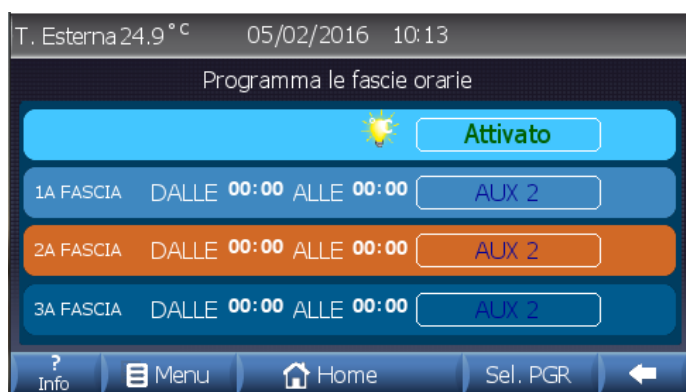 T. Esterna 24.9°C 05/02/2016 10:13
Programma le fascie orarie
Attivato
1A FASCIA DALLE 00:00 ALLE 00:00 AUX 2
2A FASCIA DALLE 00:00 ALLE 00:00 AUX 2
3A FASCIA DALLE 00:00 ALLE 00:00 AUX 2
? Info Menu Home Sel. PGR